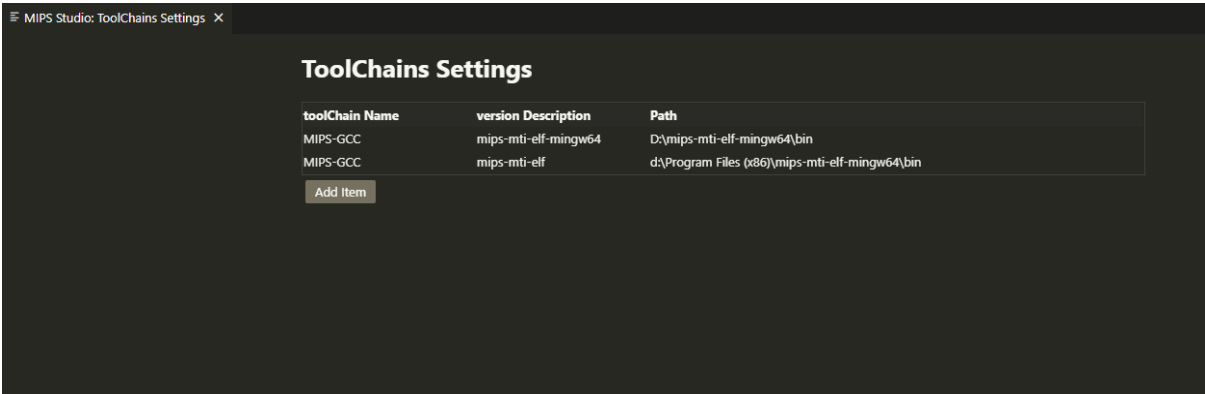 MIPS Studio: ToolChains Settings
ToolChains Settings
toolChain Name version Description Path
MIPS-GCC mips-mti-elf-mingw64 D:\mips-mti-elf-mingw64\bin
MIPS-GCC mips-mti-elf d:\Program Files (x86)\mips-mti-elf-mingw64\bin
Add Item